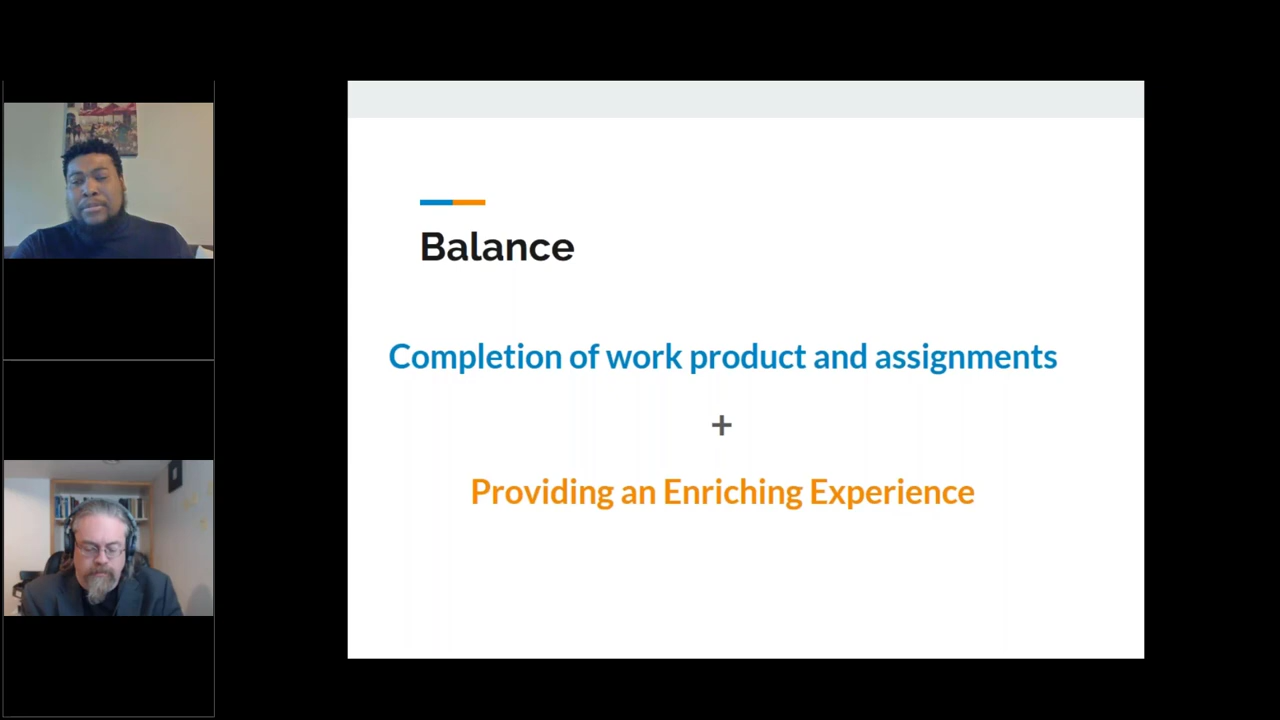 Balance
Completion of work product and assignments
+
Providing an Enriching Experience